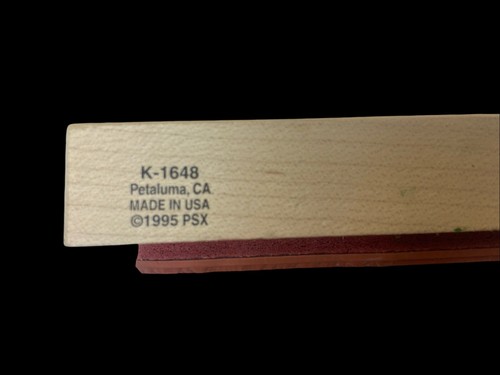 K-1648
Petaluma, CA
MADE IN USA
©1995 PSX